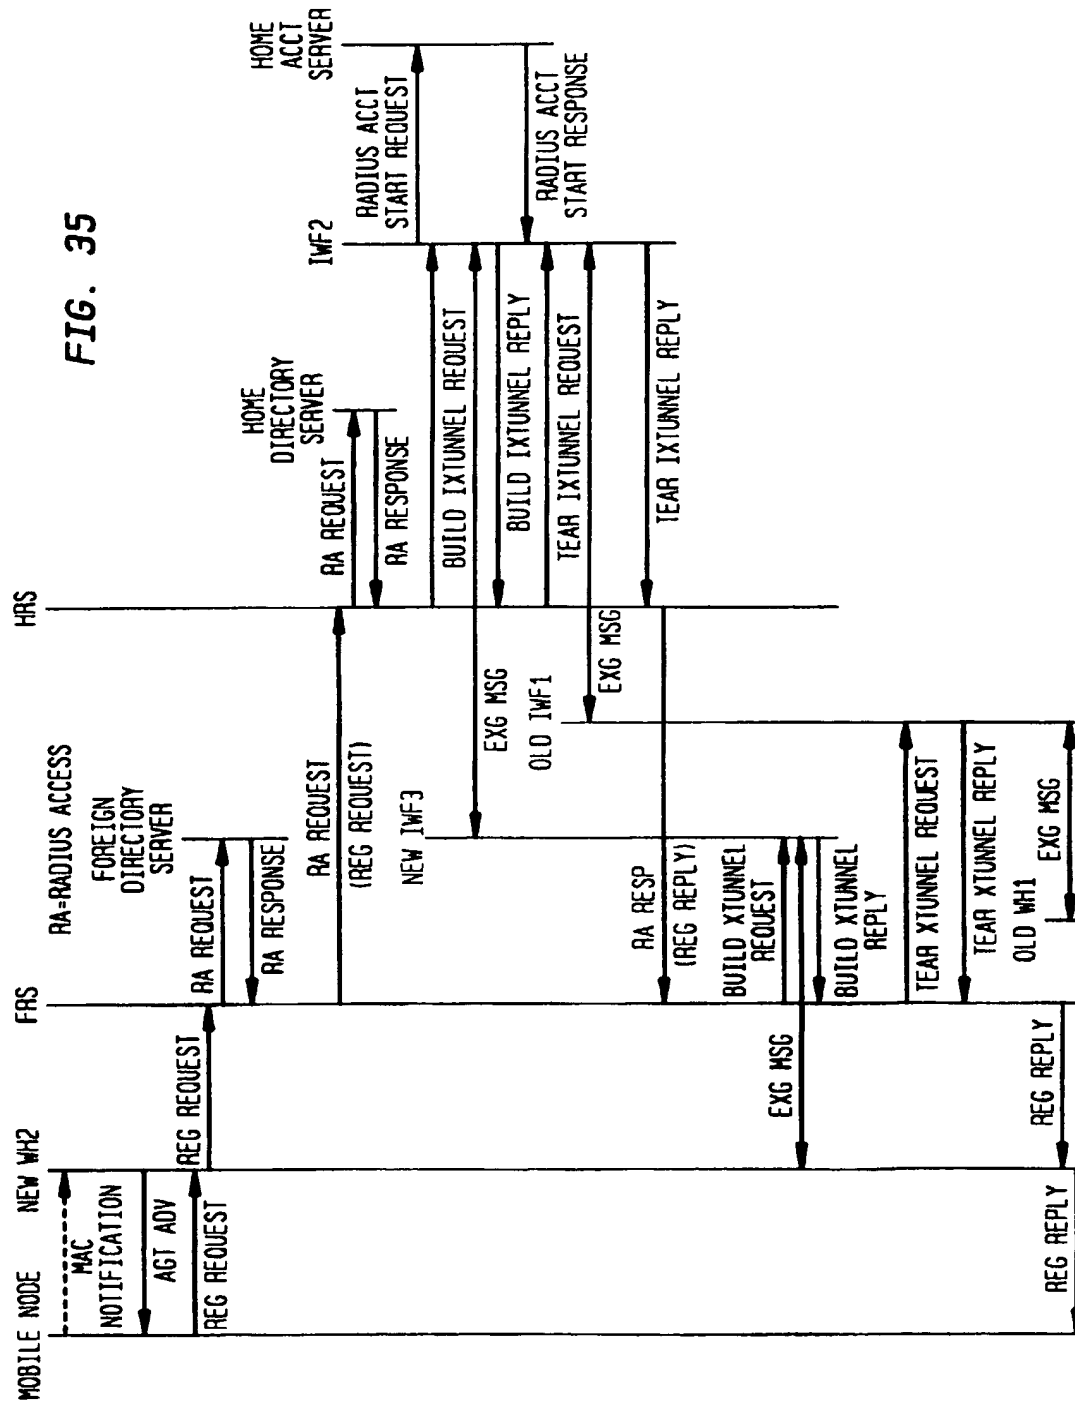 FIG. 35
RA=RADIUS ACCESS
MOBILE NODE
NEW WH2
FRS
FOREIGN
DIRECTORY
SERVER
HRS
HOME
DIRECTORY
SERVER
IWF2
HOME
ACCT
SERVER
MAC
NOTIFICATION
AGT ADV
REG REQUEST
REG REQUEST
RA REQUEST
RA RESPONSE
RA REQUEST
(REG REQUEST)
RA REQUEST
RA RESPONSE
RADIUS ACCT
START REQUEST
BUILD IXTUNNEL REQUEST
NEW IWF3
EXG MSG
BUILD IXTUNNEL REPLY
RADIUS ACCT
START RESPONSE
TEAR IXTUNNEL REQUEST
OLD IWF1
EXG MSG
TEAR IXTUNNEL REPLY
RA RESP
(REG REPLY)
BUILD XTUNNEL
REQUEST
EXG MSG
BUILD XTUNNEL
REPLY
TEAR XTUNNEL REQUEST
TEAR XTUNNEL REPLY
OLD WH1
EXG MSG
REG REPLY
REG REPLY